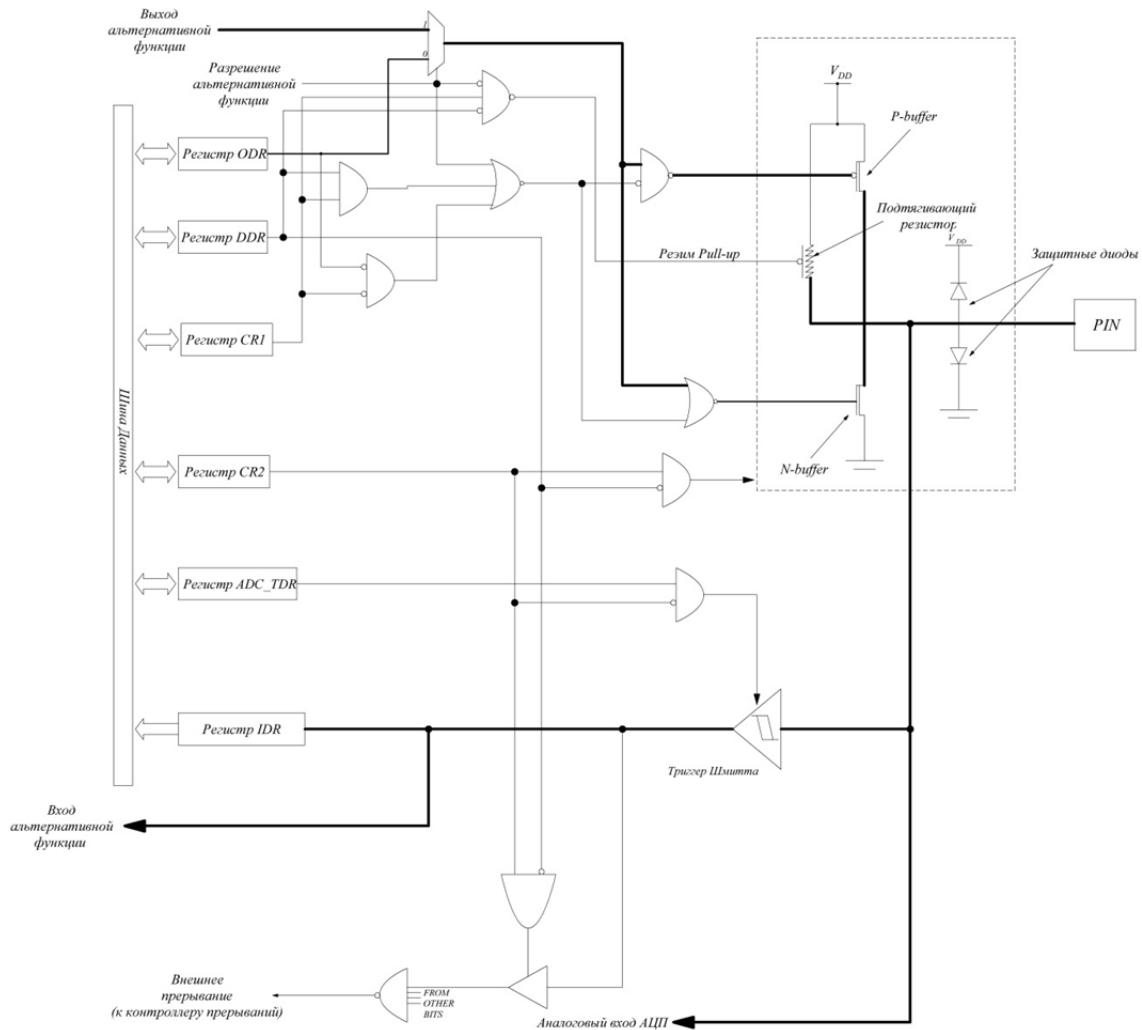 Выход
альтернативной
функции
1
0
Разрешение
альтернативной
функции
V_DD
P-buffer
Регистр ODR
Подтягивающий
резистор
Регистр DDR
V_DD
Защитные диоды
Резим Pull-up
PIN
Регистр CR1
Шина Данных
Регистр CR2
N-buffer
Регистр ADC_TDR
Регистр IDR
Триггер Шмитта
Вход
альтернативной
функции
Внешнее
прерывание
(к контроллеру прерываний)
FROM
OTHER
BITS
Аналоговый вход АЦП